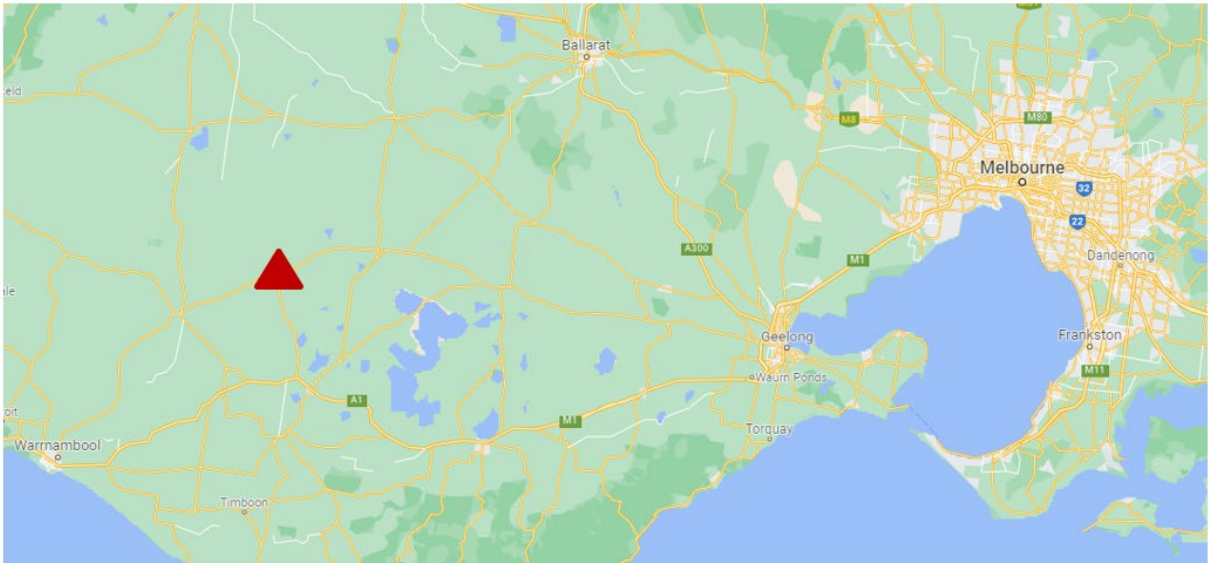 Ballarat
M8
M80
Melbourne
32
22
A300
M1
Dandenong
Geelong
Frankston
Waurn Ponds
M11
A1
M1
Torquay
Warrnambool
Timboon